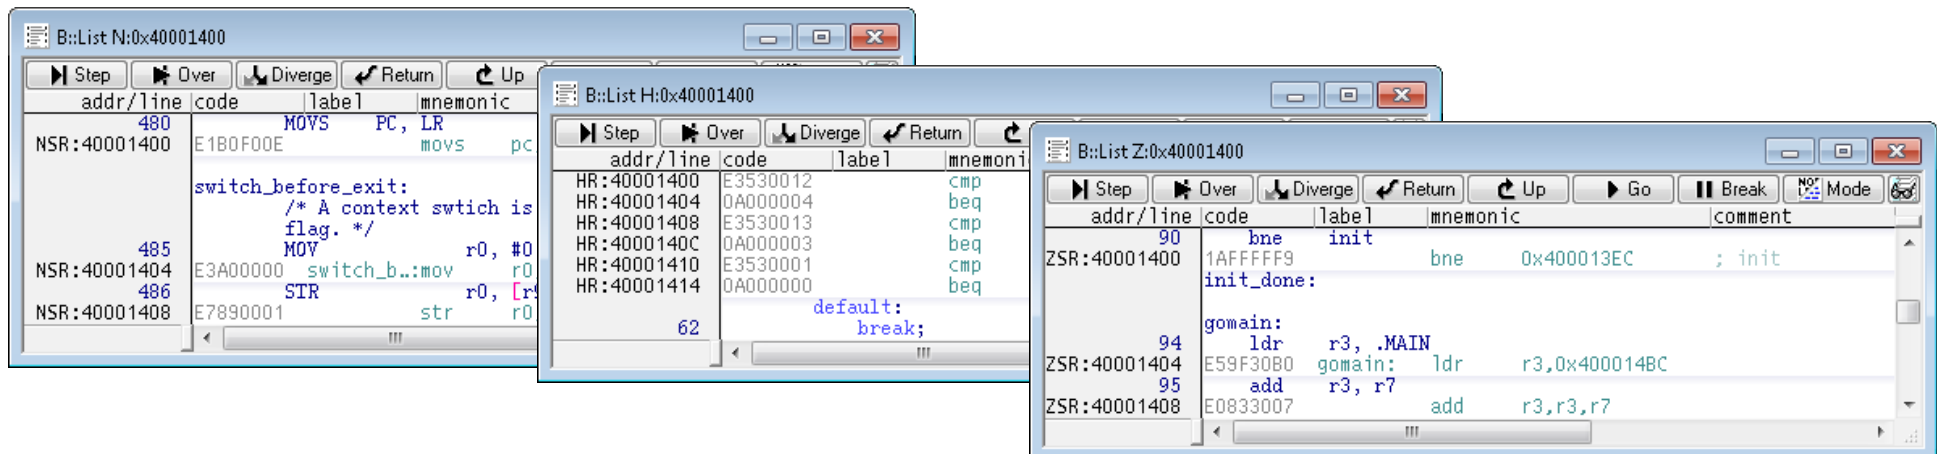 B::List N:0x40001400
Step Over Diverge Return Up
addr/line code label mnemonic
480 MOVS PC, LR
NSR:40001400 E1B0F00E movs pc
switch_before_exit:
/* A context swtich is
flag. */
485 MOV r0, #0
NSR:40001404 E3A00000 switch_b..:mov r0
486 STR r0, [r9
NSR:40001408 E7890001 str r0
B::List H:0x40001400
Step Over Diverge Return
addr/line code label mnemonic
HR:40001400 E3530012 cmp
HR:40001404 0A000004 beq
HR:40001408 E3530013 cmp
HR:4000140C 0A000003 beq
HR:40001410 E3530001 cmp
HR:40001414 0A000000 beq
default:
62 break;
B::List Z:0x40001400
Step Over Diverge Return Up Go Break Mode
addr/line code label mnemonic comment
90 bne init
ZSR:40001400 1AFFFFF9 bne 0x400013EC ; init
init_done:
gomain:
94 ldr r3, .MAIN
ZSR:40001404 E59F30B0 gomain: ldr r3,0x400014BC
95 add r3, r7
ZSR:40001408 E0833007 add r3,r3,r7